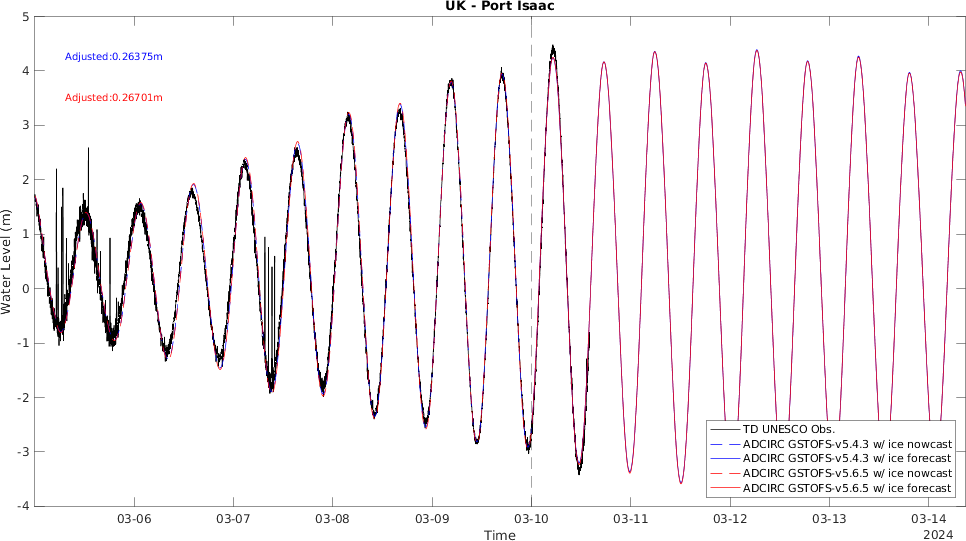 UK - Port Isaac
5
Adjusted:0.26375m
4
Adjusted:0.26701m
3
2
1
0
-1
-2
-3
-4
Water Level (m)
TD UNESCO Obs.
ADCIRC GSTOFS-v5.4.3 w/ ice nowcast
ADCIRC GSTOFS-v5.4.3 w/ ice forecast
ADCIRC GSTOFS-v5.6.5 w/ ice nowcast
ADCIRC GSTOFS-v5.6.5 w/ ice forecast
03-06 03-07 03-08 03-09 03-10 03-11 03-12 03-13 03-14
Time
2024